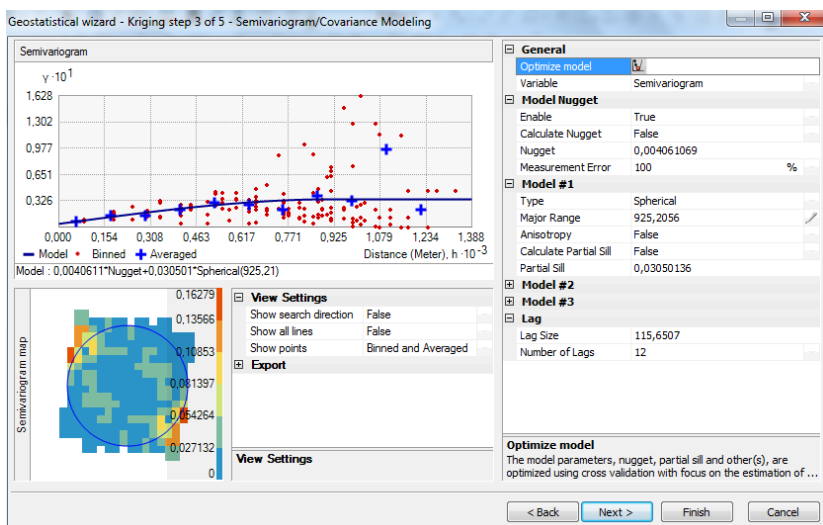 Geostatistical wizard - Kriging step 3 of 5 - Semivariogram/Covariance Modeling
Semivariogram
γ ·10¹
1,628
1,302
0,977
0,651
0,326
0,000 0,154 0,308 0,463 0,617 0,771 0,925 1,079 1,234 1,388
Model Binned Averaged Distance (Meter), h ·10⁻³
Model : 0,0040611*Nugget+0,030501*Spherical(925,21)
Semivariogram map
0,16279
0,13566
0,10853
0,081397
0,054264
0,027132
0
View Settings
Show search direction False
Show all lines False
Show points Binned and Averaged
Export
View Settings
General
Optimize model
Variable Semivariogram
Model Nugget
Enable True
Calculate Nugget False
Nugget 0,004061069
Measurement Error 100 %
Model #1
Type Spherical
Major Range 925,2056
Anisotropy False
Calculate Partial Sill False
Partial Sill 0,03050136
Model #2
Model #3
Lag
Lag Size 115,6507
Number of Lags 12
Optimize model
The model parameters, nugget, partial sill and other(s), are
optimized using cross validation with focus on the estimation of ...
< Back Next > Finish Cancel